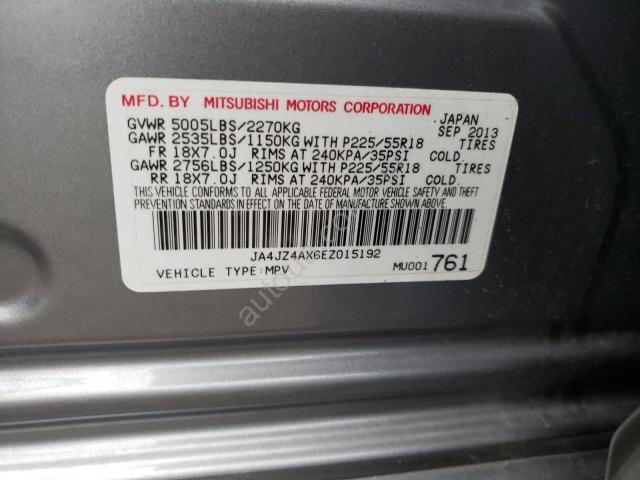 MFD. BY MITSUBISHI MOTORS CORPORATION JAPAN
GVWR 5005LBS/2270KG SEP 2013
GAWR 2535LBS/1150KG WITH P225/55R18 TIRES
FR 18X7.0J RIMS AT 240KPA/35PSI COLD.
GAWR 2756LBS/1250KG WITH P225/55R18 TIRES
RR 18X7.0J RIMS AT 240KPA/35PSI COLD.
THIS VEHICLE CONFORMS TO ALL APPLICABLE FEDERAL MOTOR VEHICLE SAFETY AND THEFT
PREVENTION STANDARDS IN EFFECT ON THE DATE OF MANUFACTURE SHOWN ABOVE.
JA4JZ4AX6EZ015192
VEHICLE TYPE:MPV MU001 761